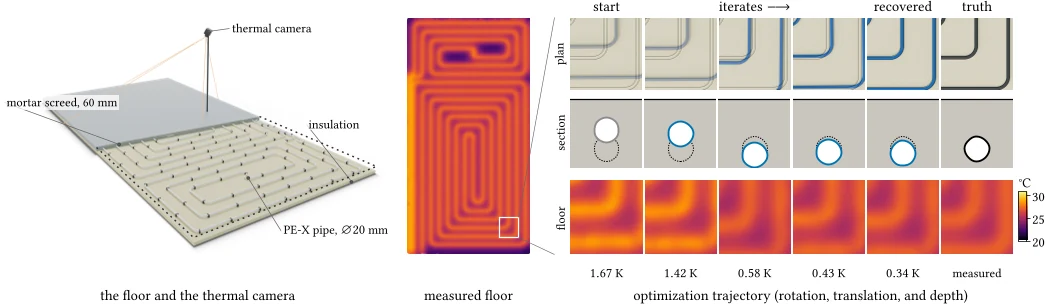 thermal camera
mortar screed, 60 mm
insulation
PE-X pipe, ∅20 mm
the floor and the thermal camera
measured floor
start
iterates ⟶
recovered
truth
plan
section
floor
°C
30
20
1.67 K
1.42 K
0.58 K
0.43 K
0.34 K
measured
optimization trajectory (rotation, translation, and depth)